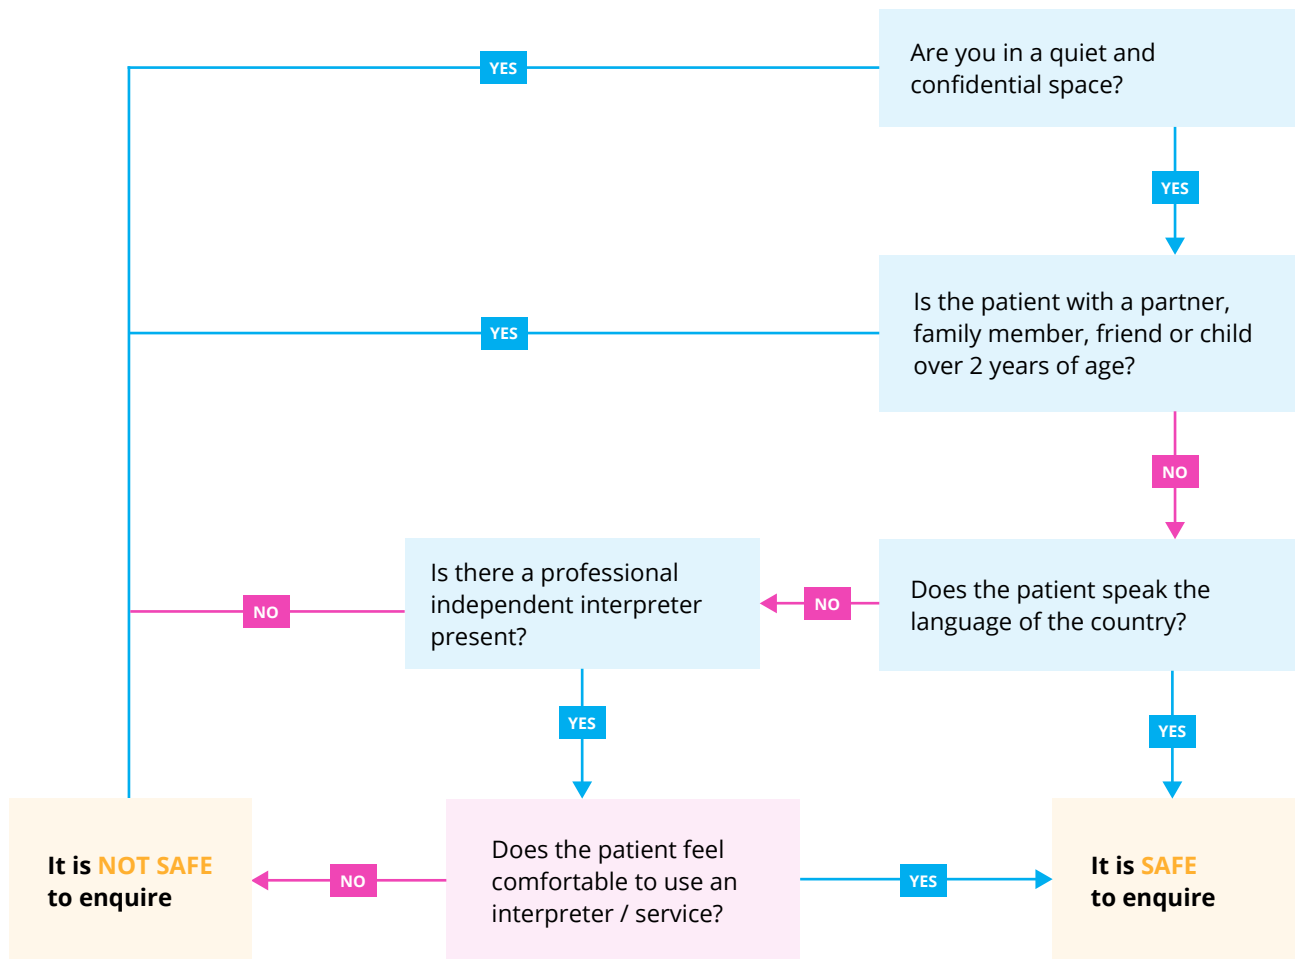 Are you in a quiet and
confidential space?
YES
YES
Is the patient with a partner,
family member, friend or child
over 2 years of age?
YES
NO
Does the patient speak the
language of the country?
NO
Is there a professional
independent interpreter
present?
NO
YES
YES
It is NOT SAFE
to enquire
NO
Does the patient feel
comfortable to use an
interpreter / service?
YES
It is SAFE
to enquire